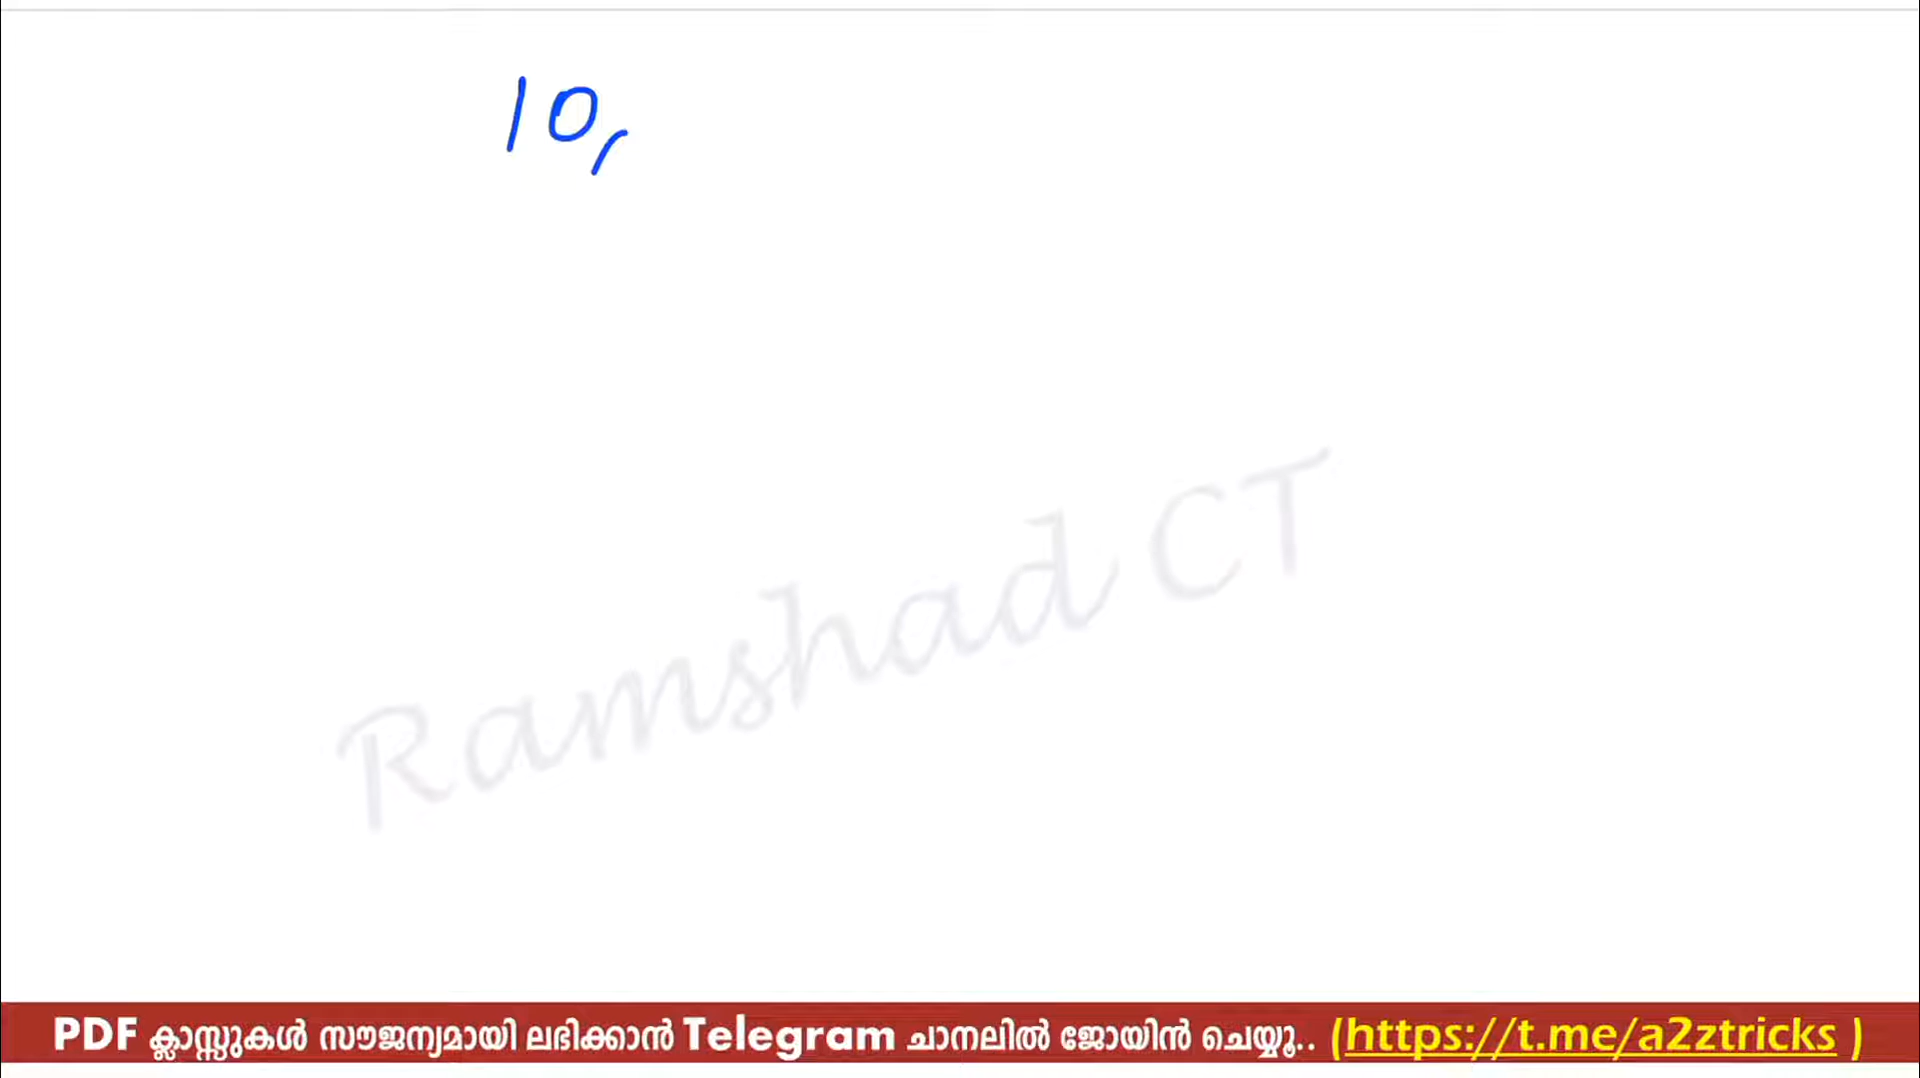 10,
Ramshad CT
PDF ക്ലാസ്സുകൾ സൗജന്യമായി ലഭിക്കാൻ Telegram ചാനലിൽ ജോയിൻ ചെയ്യൂ.. (https://t.me/a2ztricks )